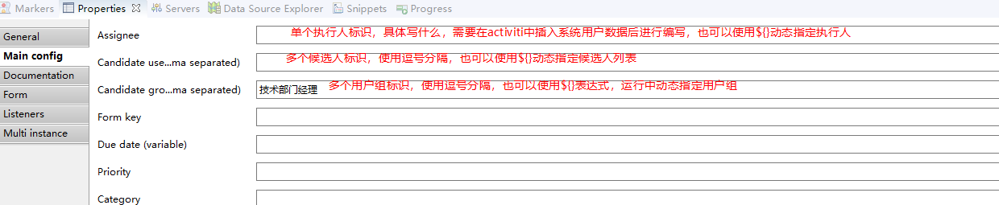 Markers Properties Servers Data Source Explorer Snippets Progress
General
Main config
Documentation
Form
Listeners
Multi instance
Assignee 单个执行人标识，具体写什么，需要在activiti中插入系统用户数据后进行编写，也可以使用${}动态指定执行人
Candidate use...ma separated) 多个候选人标识，使用逗号分隔，也可以使用${}动态指定候选人列表
Candidate gro...ma separated) 技术部门经理 多个用户组标识，使用逗号分隔，也可以使用${}表达式，运行中动态指定用户组
Form key
Due date (variable)
Priority
Category